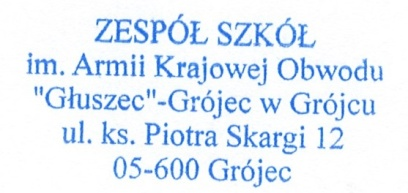 ZESPÓŁ SZKÓŁ
im. Armii Krajowej Obwodu
"Głuszec"-Grójec w Grójcu
ul. ks. Piotra Skargi 12
05-600 Grójec